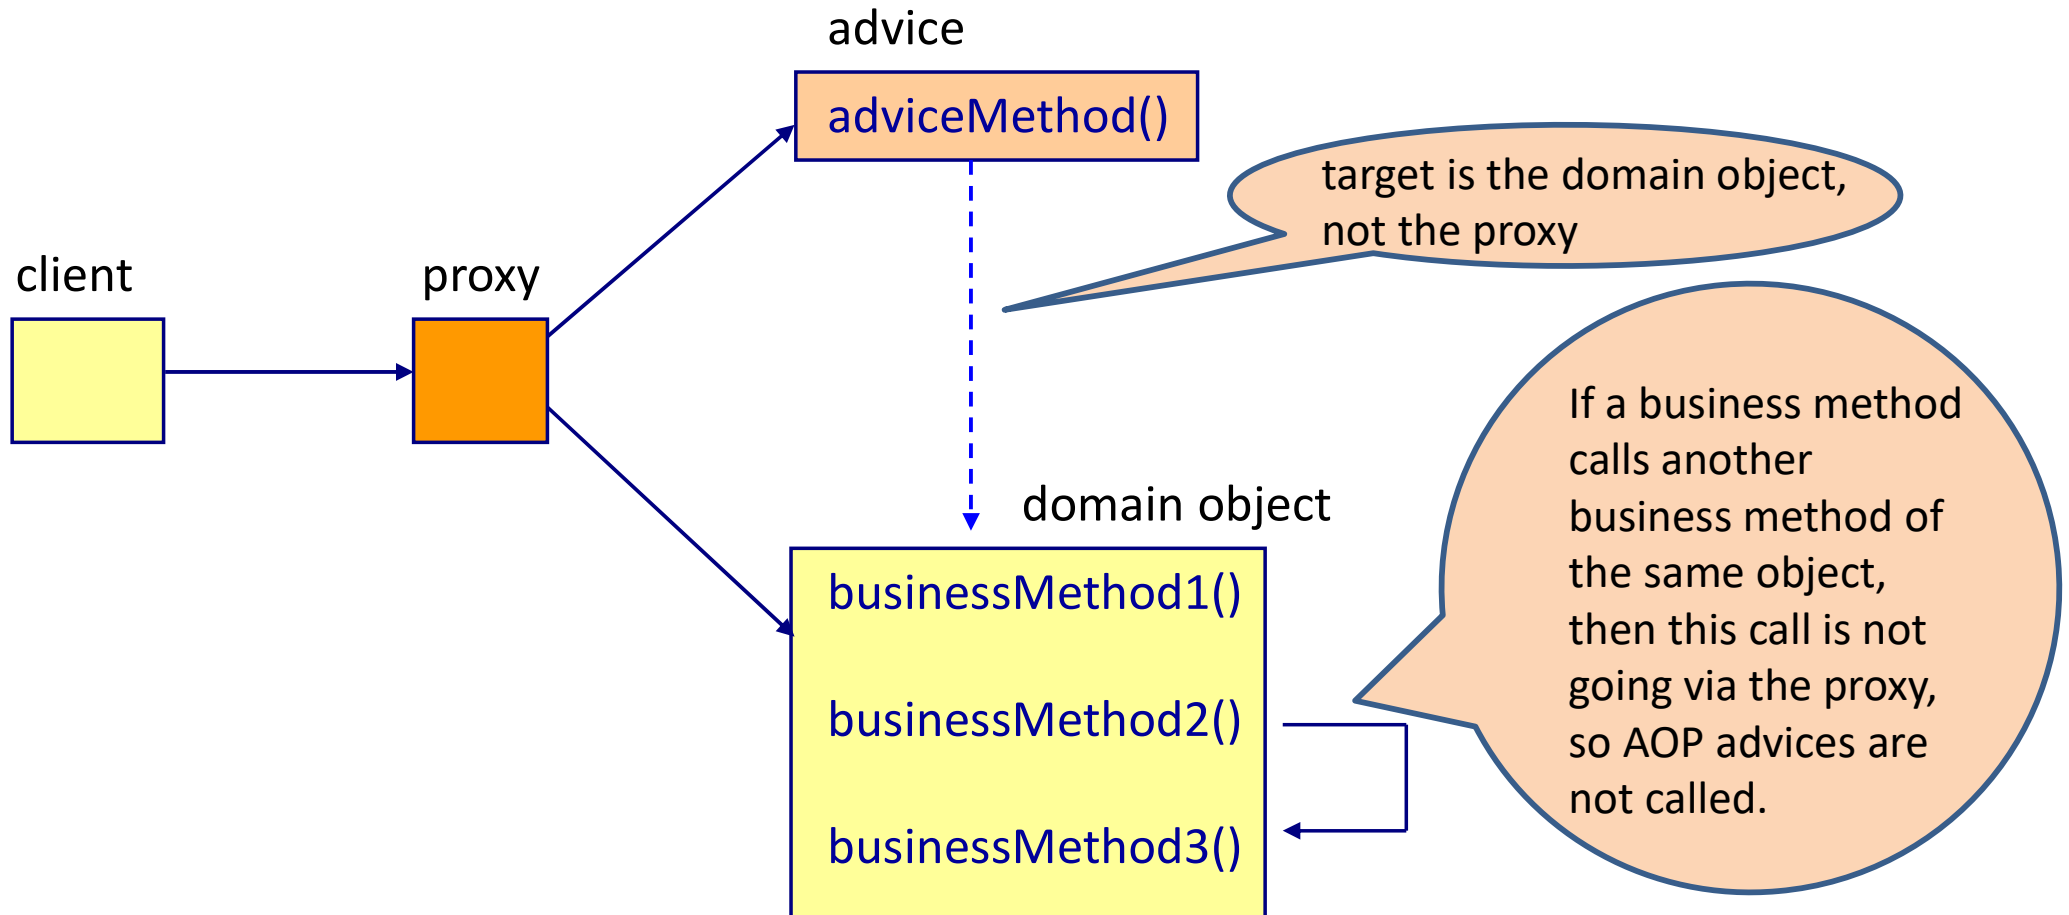 advice
adviceMethod()
target is the domain object,
not the proxy
client
proxy
If a business method
calls another
business method of
the same object,
then this call is not
going via the proxy,
so AOP advices are
not called.
domain object
businessMethod1()
businessMethod2()
businessMethod3()